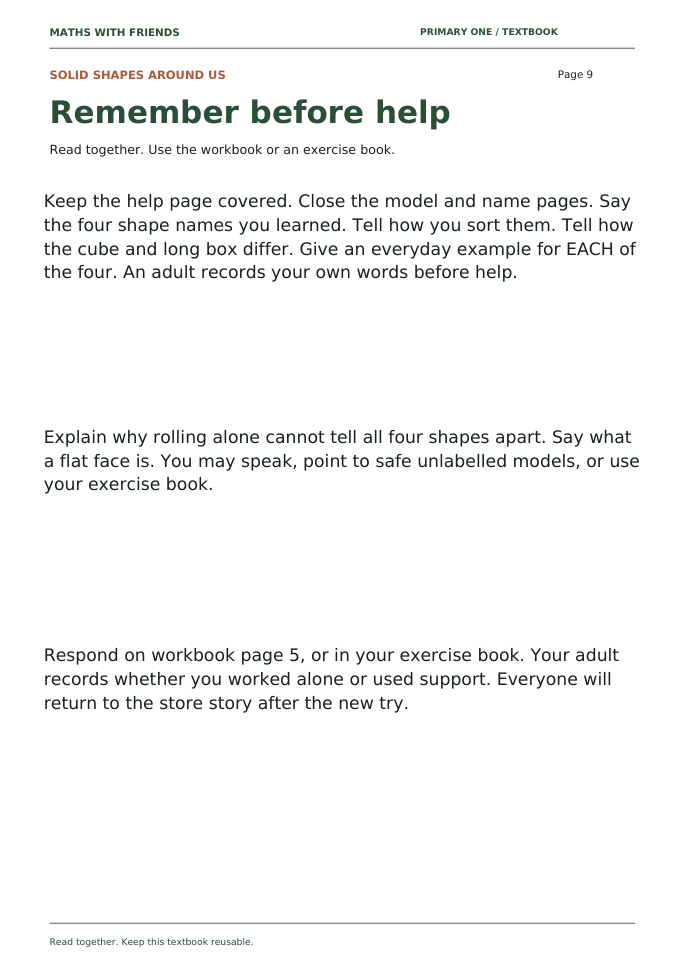 MATHS WITH FRIENDS
PRIMARY ONE / TEXTBOOK
SOLID SHAPES AROUND US
Page 9
Remember before help
Read together. Use the workbook or an exercise book.
Keep the help page covered. Close the model and name pages. Say
the four shape names you learned. Tell how you sort them. Tell how
the cube and long box differ. Give an everyday example for EACH of
the four. An adult records your own words before help.
Explain why rolling alone cannot tell all four shapes apart. Say what
a flat face is. You may speak, point to safe unlabelled models, or use
your exercise book.
Respond on workbook page 5, or in your exercise book. Your adult
records whether you worked alone or used support. Everyone will
return to the store story after the new try.
Read together. Keep this textbook reusable.